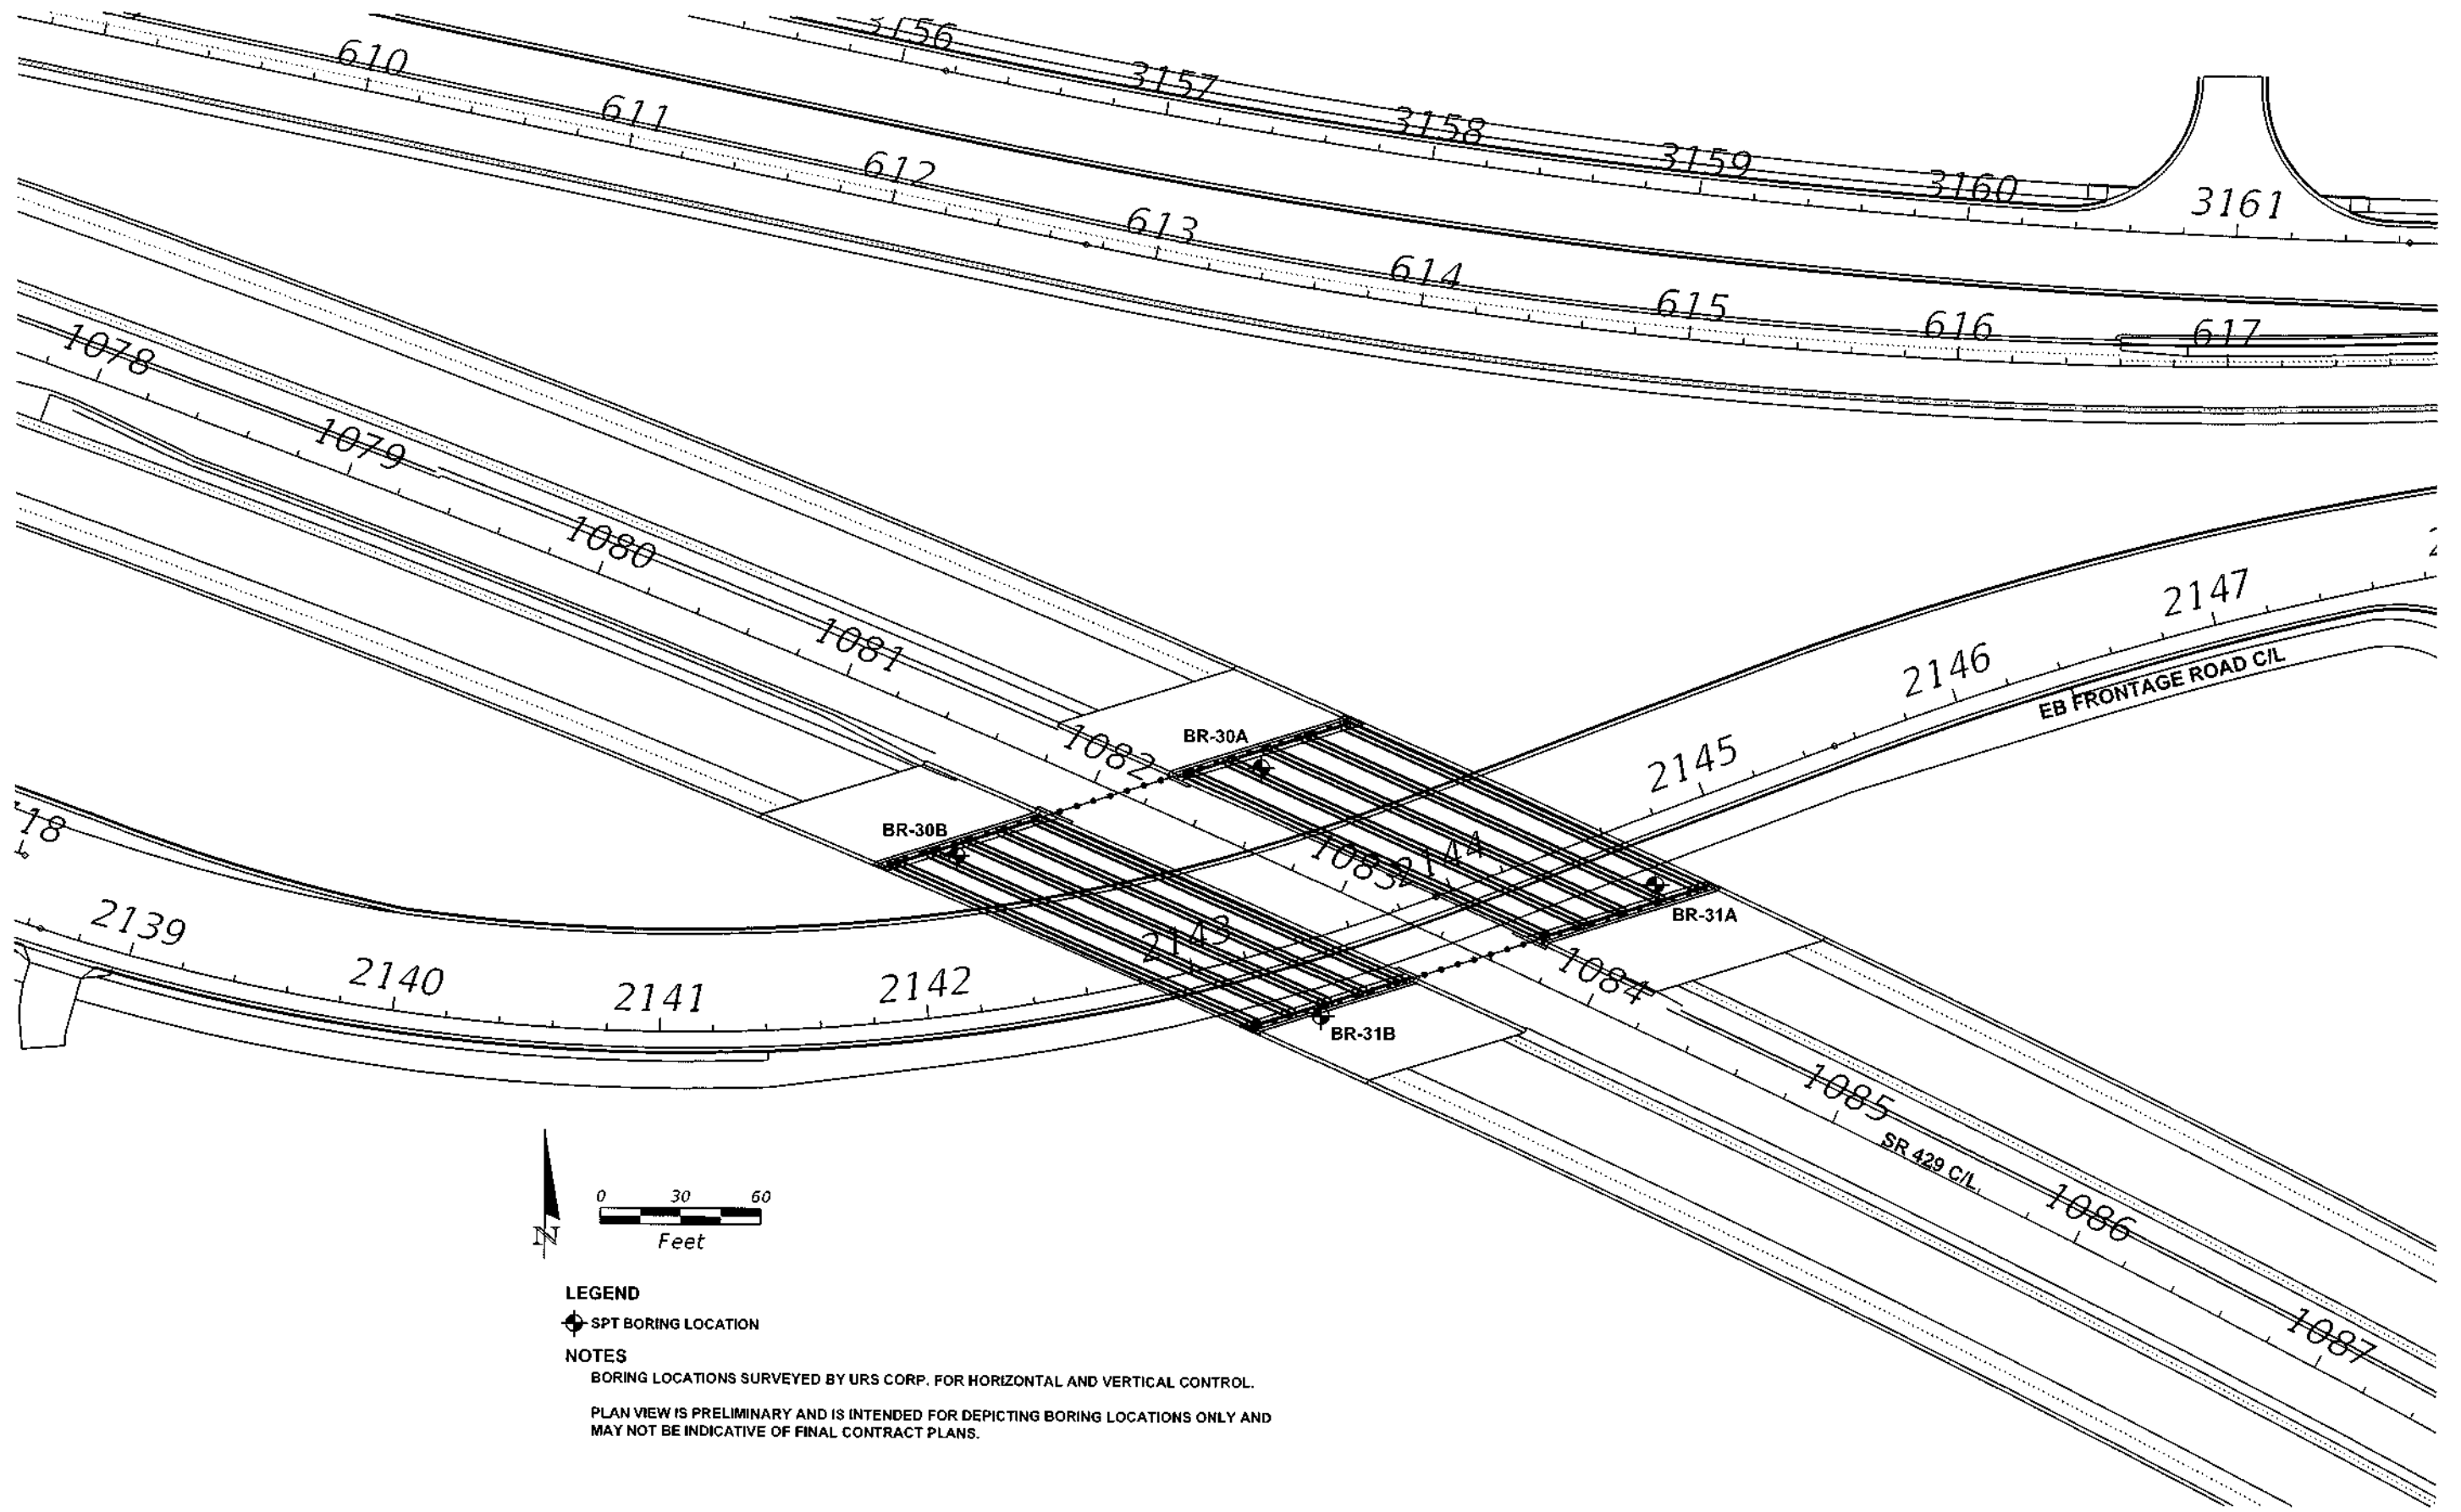 3156
3157
3158
3159
3160
3161
610
611
612
613
614
615
616
617
1078
1079
1080
1081
1082
1083
1084
1085
1086
1087
2139
2140
2141
2142
2143
2144
2145
2146
2147
EB FRONTAGE ROAD C/L
SR 429 C/L
BR-30A
BR-30B
BR-31A
BR-31B
18
N
0 30 60
Feet
LEGEND
SPT BORING LOCATION
NOTES
BORING LOCATIONS SURVEYED BY URS CORP. FOR HORIZONTAL AND VERTICAL CONTROL.
PLAN VIEW IS PRELIMINARY AND IS INTENDED FOR DEPICTING BORING LOCATIONS ONLY AND
MAY NOT BE INDICATIVE OF FINAL CONTRACT PLANS.